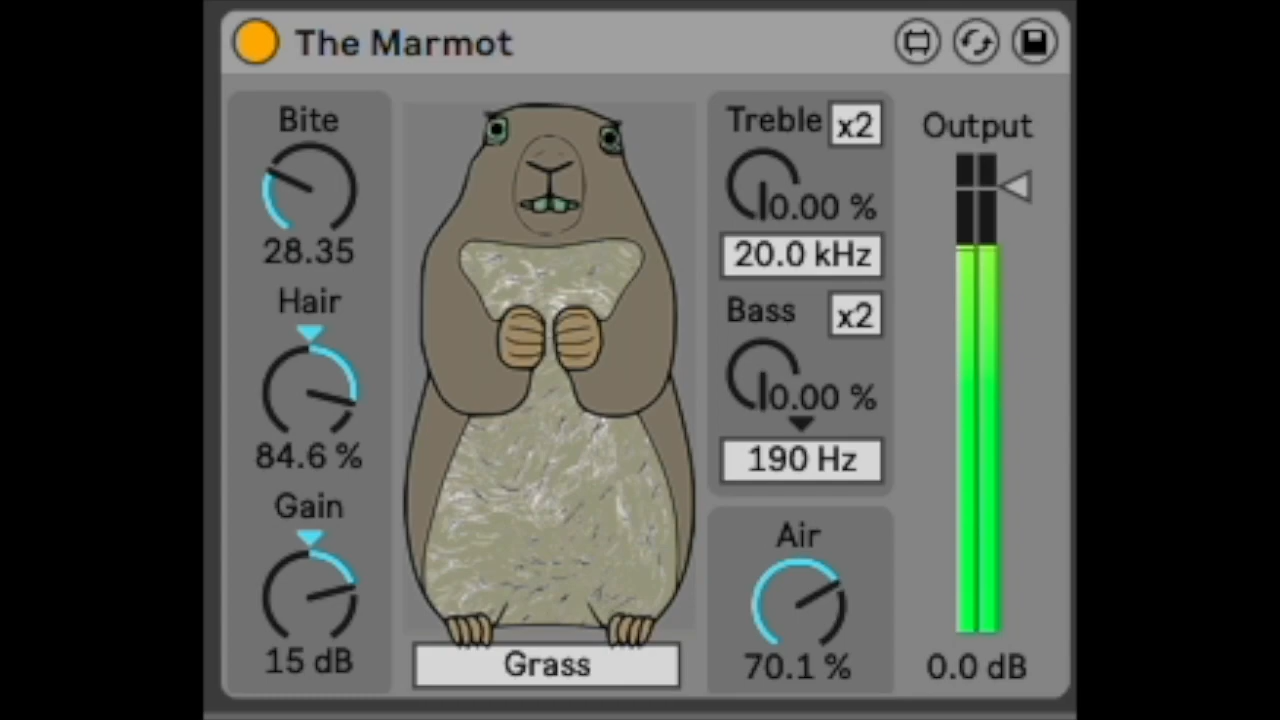 The Marmot
Bite
28.35
Hair
84.6 %
Gain
15 dB
Grass
Treble x2
0.00 %
20.0 kHz
Bass x2
0.00 %
190 Hz
Air
70.1 %
Output
0.0 dB